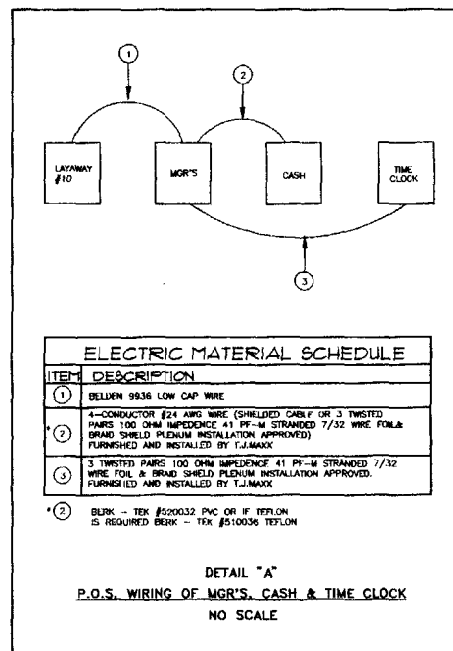 1
2
LAYAWAY
#10
MGR'S
CASH
TIME
CLOCK
3
ELECTRIC MATERIAL SCHEDULE
ITEM DESCRIPTION
1 BELDEN 9936 LOW CAP WIRE
4-CONDUCTOR #24 AWG WIRE (SHIELDED CABLE OR 3 TWISTED
*2 PAIRS 100 OHM IMPEDENCE 41 PF-M STRANDED 7/32 WIRE FOIL&
BRAID SHIELD PLENUM INSTALLATION APPROVED)
FURNISHED AND INSTALLED BY T.J.MAXX
3 TWISTED PAIRS 100 OHM IMPEDENCE 41 PF-M STRANDED 7/32
3 WIRE FOIL & BRAID SHIELD PLENUM INSTALLATION APPROVED.
FURNISHED AND INSTALLED BY T.J.MAXX
*2 BERK - TEK #520032 PVC OR IF TEFLON
IS REQUIRED BERK - TEK #510036 TEFLON
DETAIL "A"
P.O.S. WIRING OF MGR'S, CASH & TIME CLOCK
NO SCALE